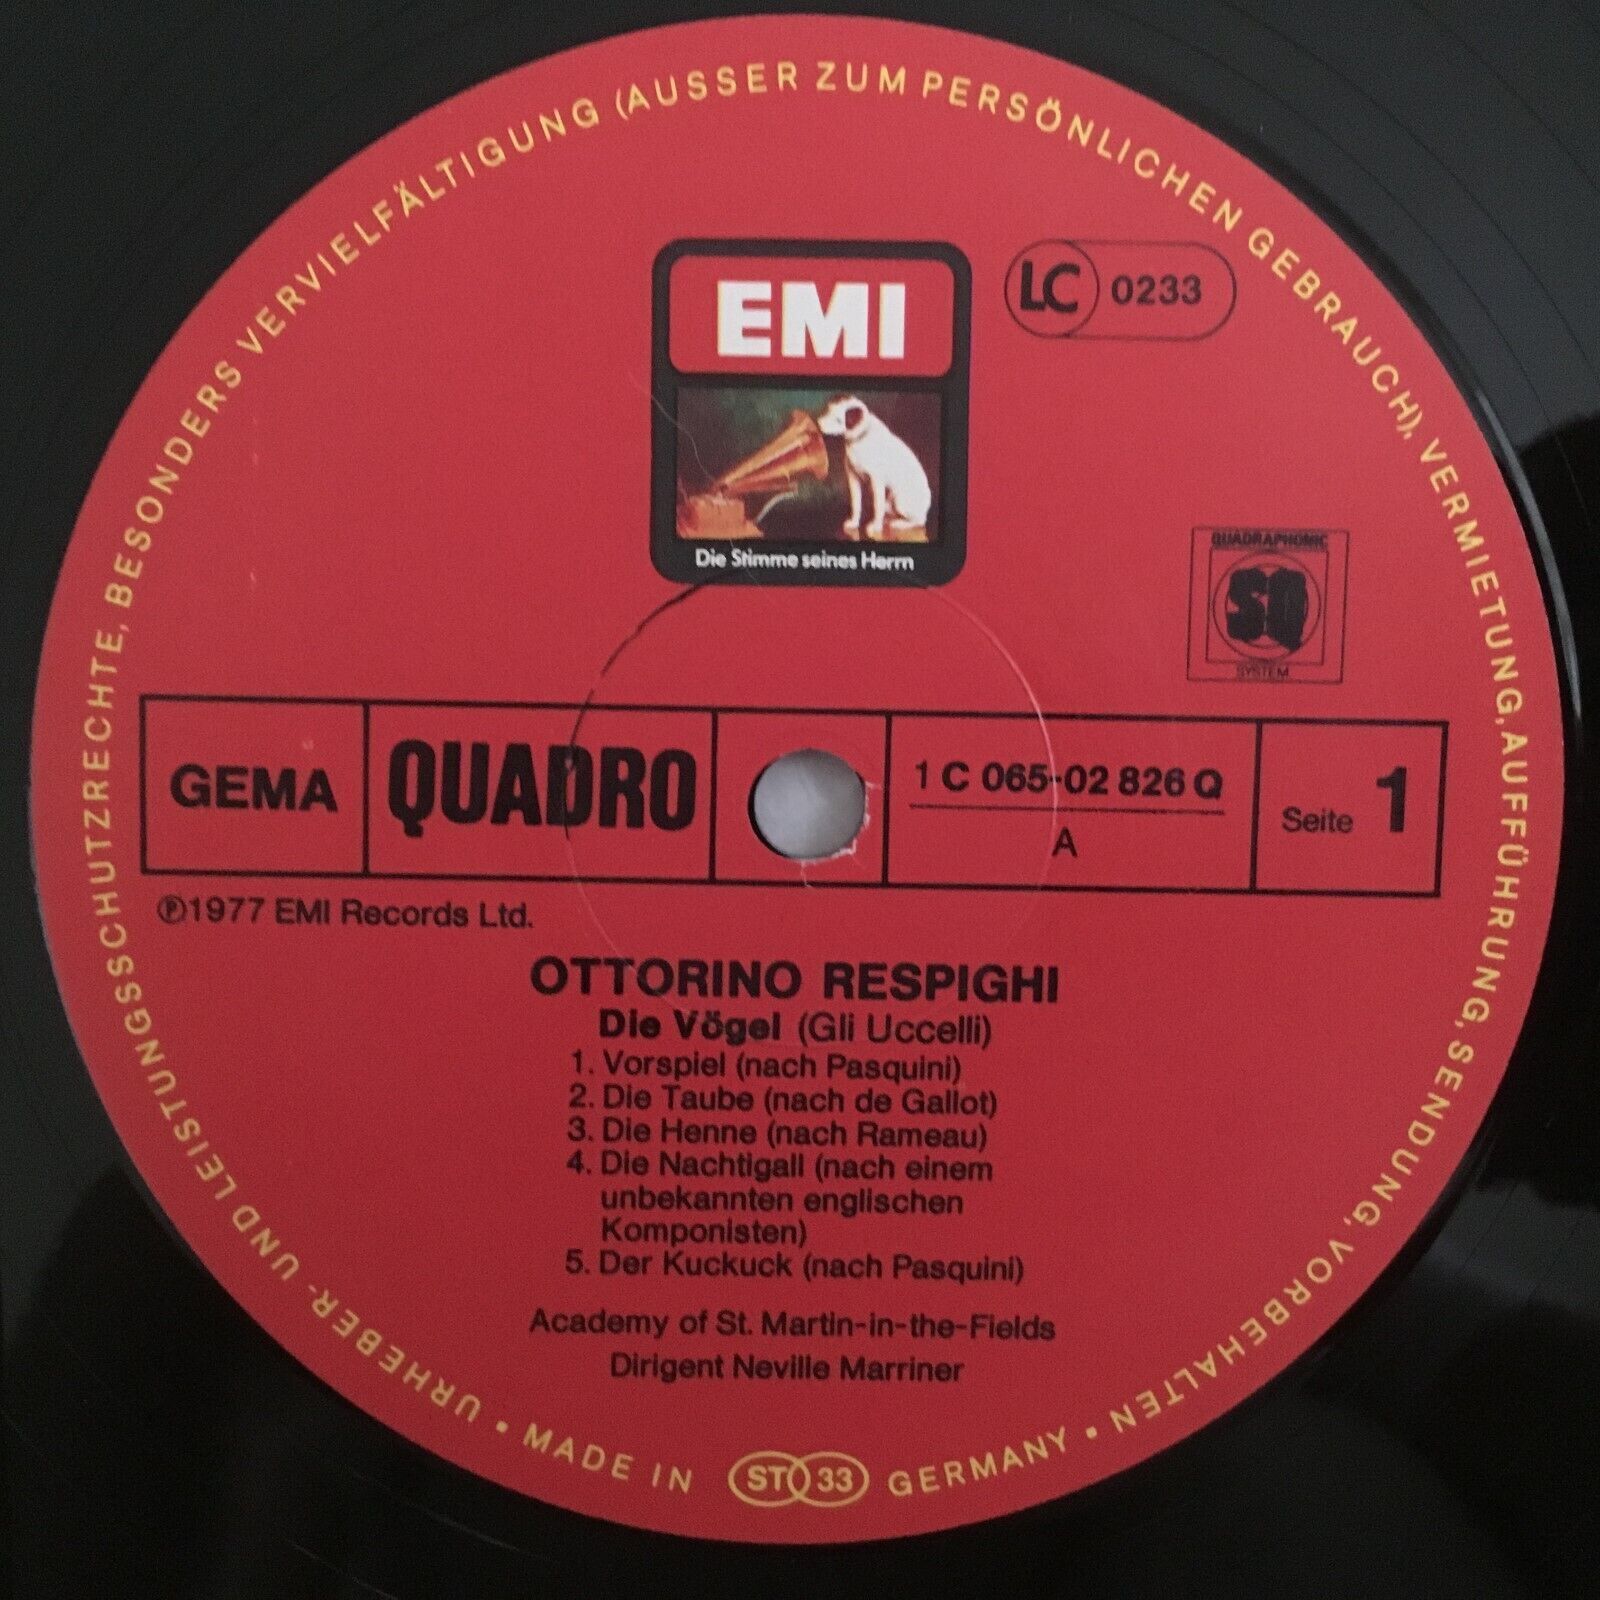 URHEBER- UND LEISTUNGSSCHUTZRECHTE, BESONDERS VERVIELFÄLTIGUNG (AUSSER ZUM PERSÖNLICHEN GEBRAUCH), VERMIETUNG, AUFFÜHRUNG, SENDUNG, VORBEHALTEN •
EMI
Die Stimme seines Herrn
LC 0233
QUADRAPHONIC
SQ
SYSTEM
GEMA
QUADRO
1 C 065-02 826 Q
A
Seite 1
℗1977 EMI Records Ltd.
OTTORINO RESPIGHI
Die Vögel (Gli Uccelli)
1. Vorspiel (nach Pasquini)
2. Die Taube (nach de Gallot)
3. Die Henne (nach Rameau)
4. Die Nachtigall (nach einem
unbekannten englischen
Komponisten)
5. Der Kuckuck (nach Pasquini)
Academy of St. Martin-in-the-Fields
Dirigent Neville Marriner
• MADE IN ST 33 GERMANY